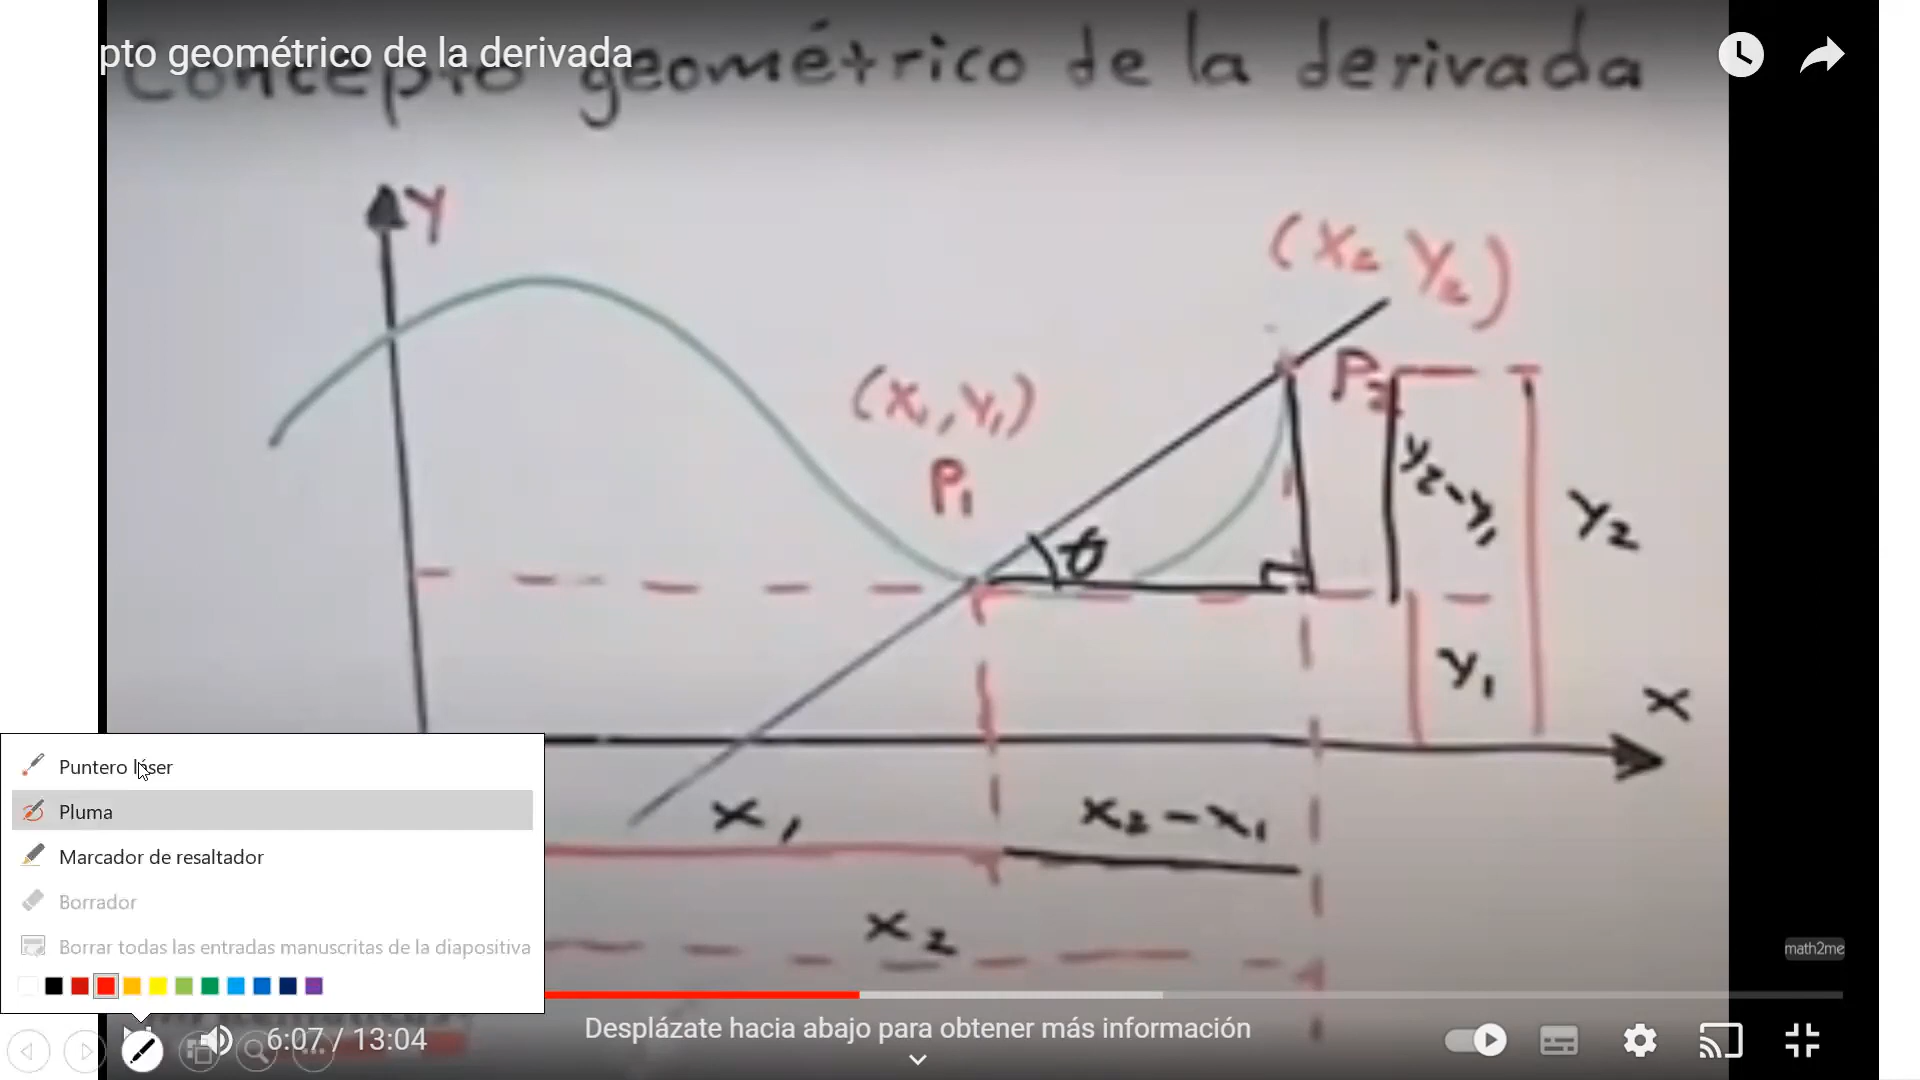 pto geométrico de la derivada
Concepto geométrico de la derivada
Y
(X₂ Y₂)
P₂
(X₁, Y₁)
P₁
θ
Y₂-Y₁
Y₂
Y₁
X
X₁
X₂-X₁
X₂
Puntero láser
Pluma
Marcador de resaltador
Borrador
Borrar todas las entradas manuscritas de la diapositiva
math2me
6:07 / 13:04
Desplázate hacia abajo para obtener más información